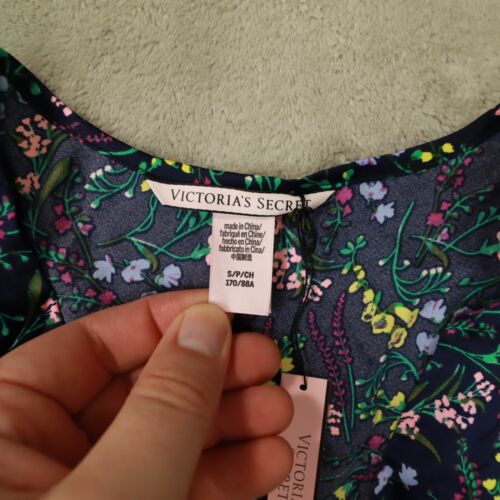 VICTORIA'S SECRET
made in China/
fabriqué en Chine/
hecho en China/
fabbricato in Cina/
中国制造
S/P/CH
170/88A
VICTORIA